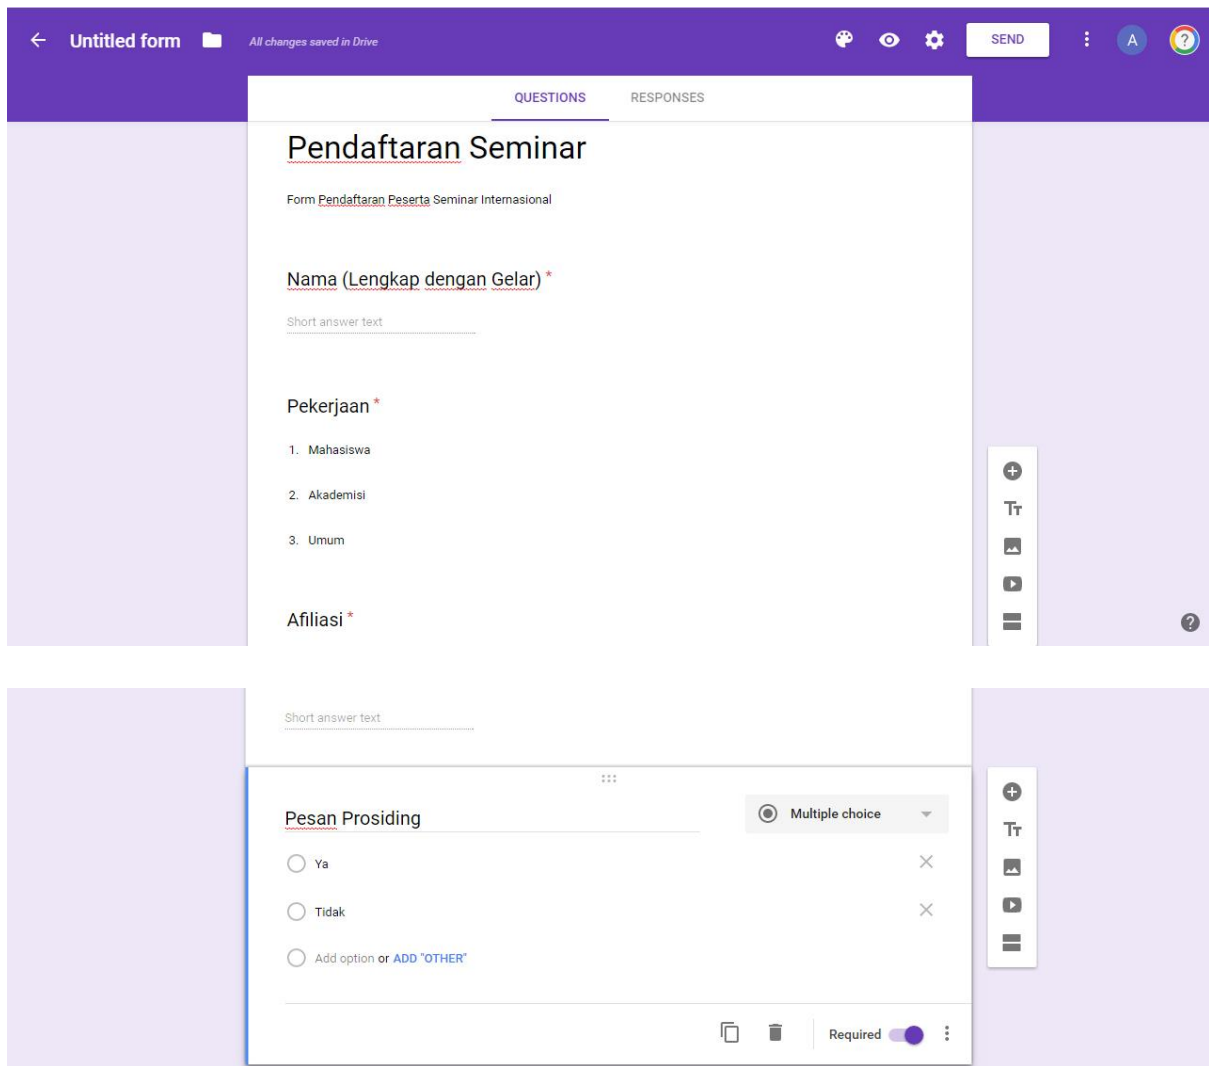 Untitled form All changes saved in Drive SEND A ?
QUESTIONS RESPONSES
Pendaftaran Seminar
Form Pendaftaran Peserta Seminar Internasional
Nama (Lengkap dengan Gelar) *
Short answer text
Pekerjaan *
1. Mahasiswa
2. Akademisi
3. Umum
Afiliasi *
Short answer text
Pesan Prosiding Multiple choice
Ya
Tidak
Add option or ADD "OTHER"
Required